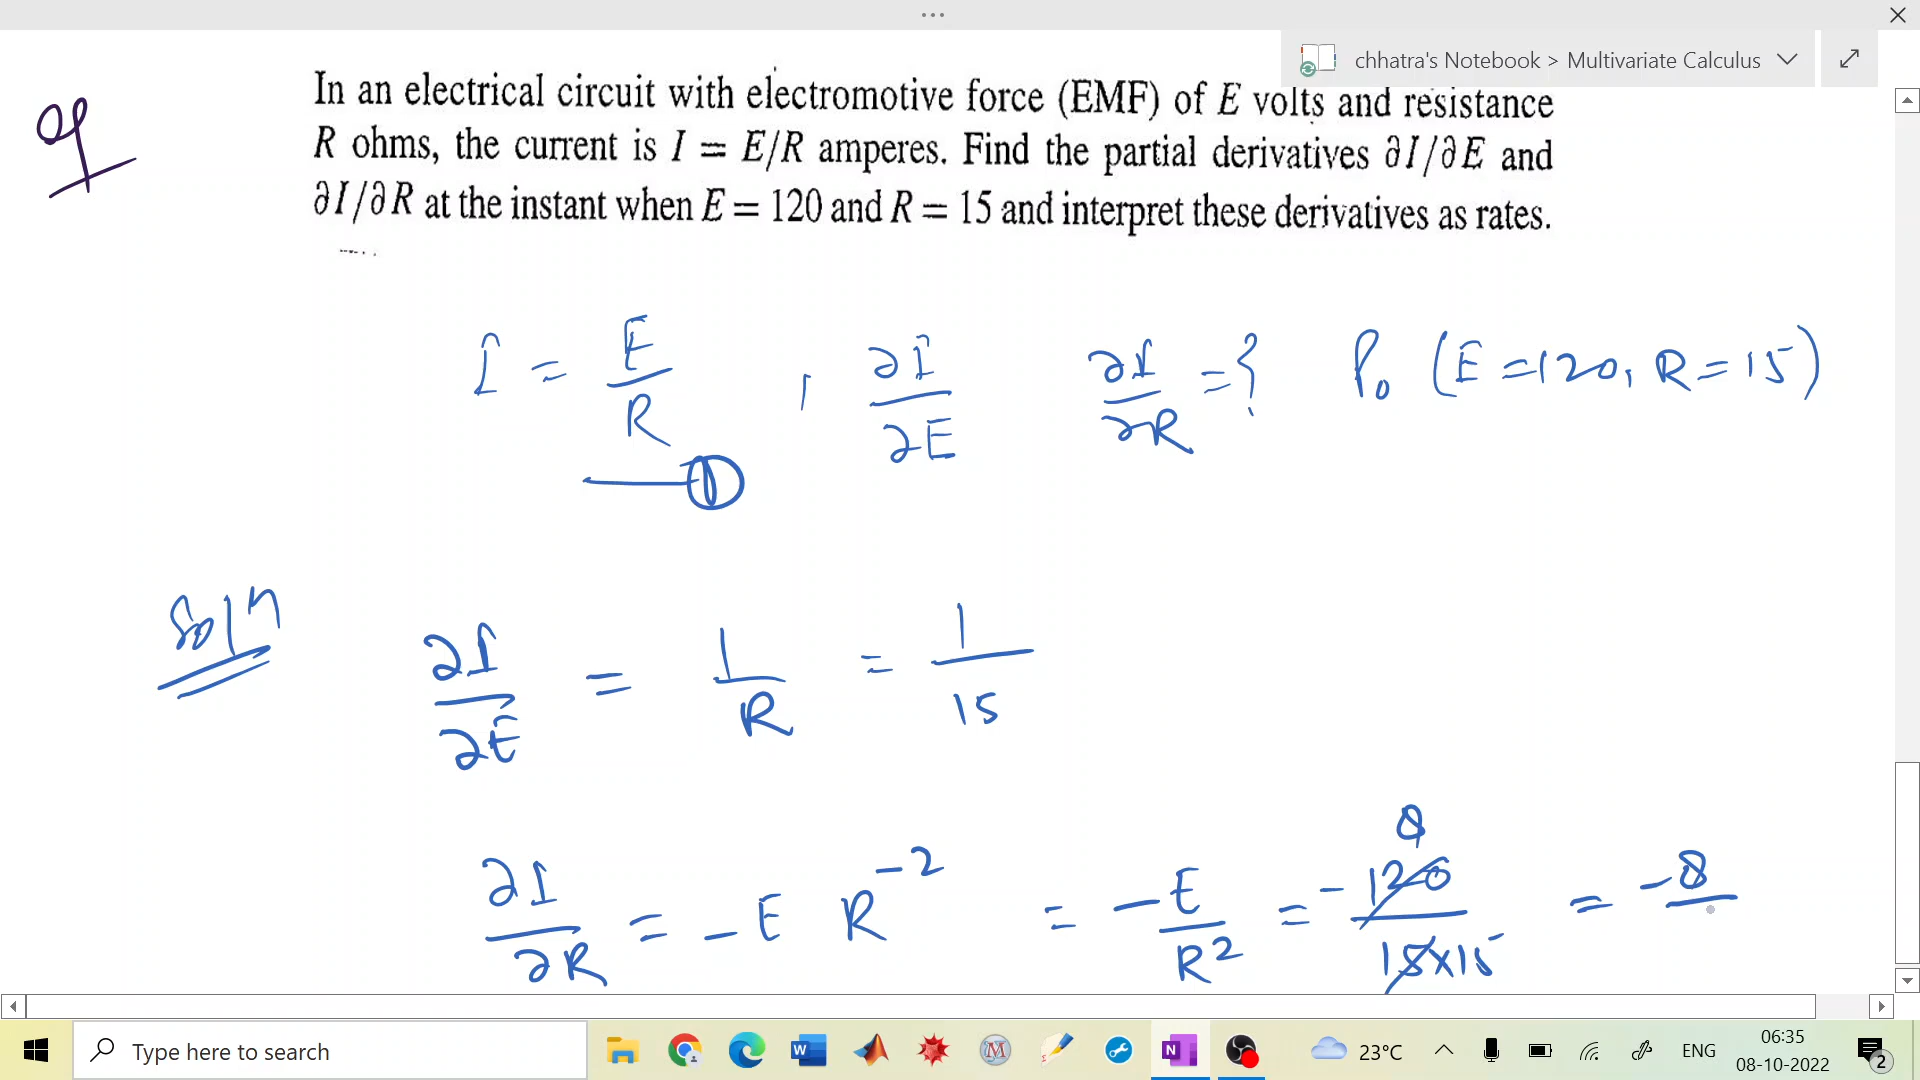 chhatra's Notebook > Multivariate Calculus
In an electrical circuit with electromotive force (EMF) of E volts and resistance
R ohms, the current is I = E/R amperes. Find the partial derivatives ∂I/∂E and
∂I/∂R at the instant when E = 120 and R = 15 and interpret these derivatives as rates.
I = E/R , ∂I/∂E ∂I/∂R = ? P₀ (E = 120, R = 15)
①
Soln
∂I/∂E = 1/R = 1/15
∂I/∂R = -E R⁻² = -E/R² = -120/15×15 = -8
8
Type here to search
23°C
ENG
06:35
08-10-2022
2